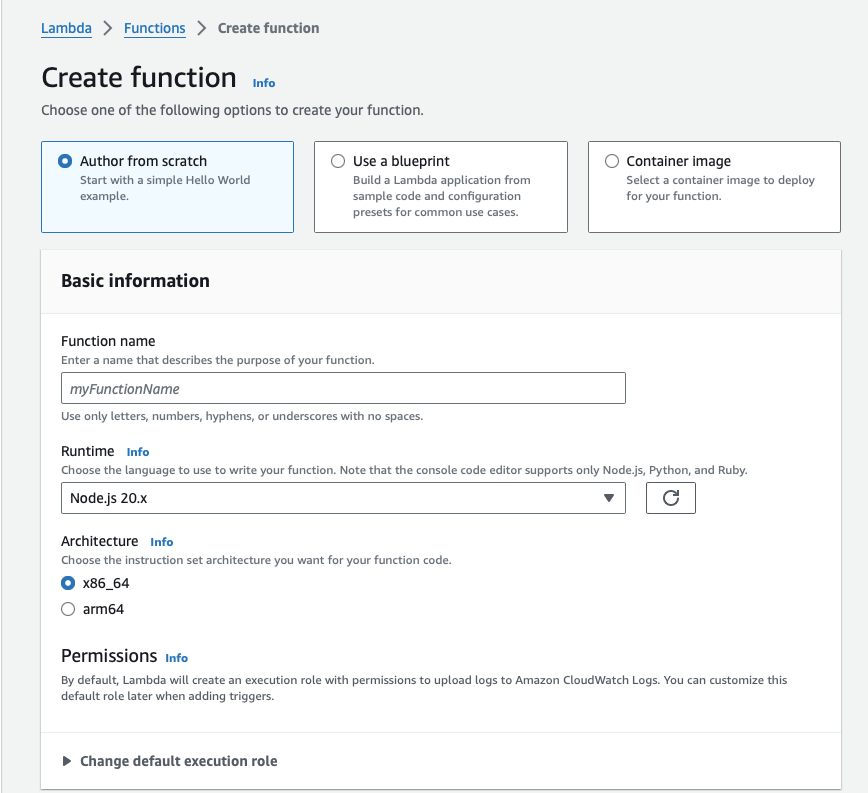 Lambda > Functions > Create function
Create function Info
Choose one of the following options to create your function.
Author from scratch
Start with a simple Hello World
example.
Use a blueprint
Build a Lambda application from
sample code and configuration
presets for common use cases.
Container image
Select a container image to deploy
for your function.
Basic information
Function name
Enter a name that describes the purpose of your function.
myFunctionName
Use only letters, numbers, hyphens, or underscores with no spaces.
Runtime Info
Choose the language to use to write your function. Note that the console code editor supports only Node.js, Python, and Ruby.
Node.js 20.x
Architecture Info
Choose the instruction set architecture you want for your function code.
x86_64
arm64
Permissions Info
By default, Lambda will create an execution role with permissions to upload logs to Amazon CloudWatch Logs. You can customize this
default role later when adding triggers.
Change default execution role